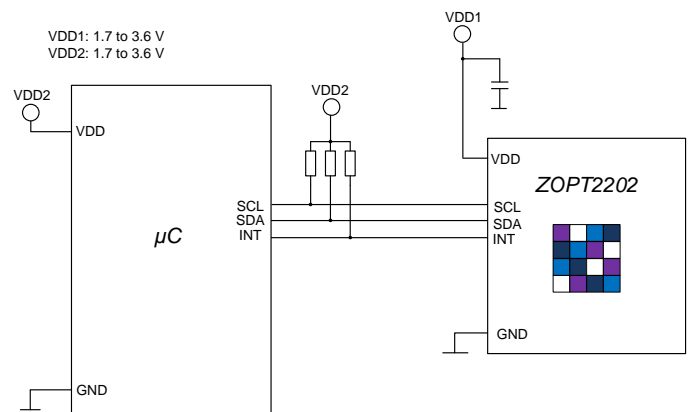 VDD1
VDD1: 1.7 to 3.6 V
VDD2: 1.7 to 3.6 V
VDD2
VDD2
VDD
VDD
ZOPT2202
SCL
SCL
SDA
SDA
µC
INT
INT
GND
GND